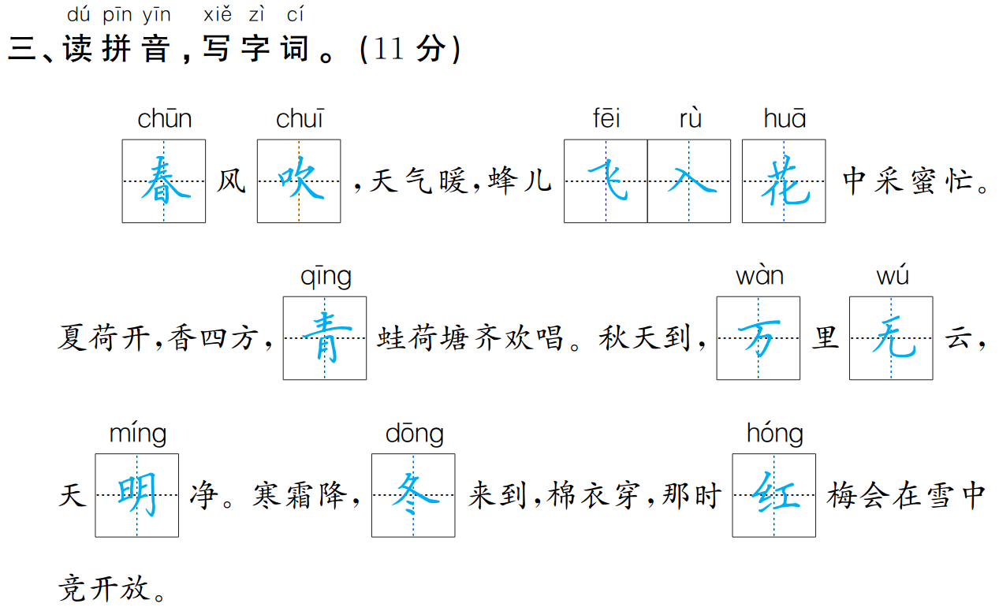 dú pīn yīn xiě zì cí
三、读拼音,写字词。(11分)
chūn chuī fēi rù huā
春风吹,天气暖,蜂儿飞入花中采蜜忙。
qīng wàn wú
夏荷开,香四方,青蛙荷塘齐欢唱。秋天到,万里无云,
míng dōng hóng
天明净。寒霜降,冬来到,棉衣穿,那时红梅会在雪中
竞开放。